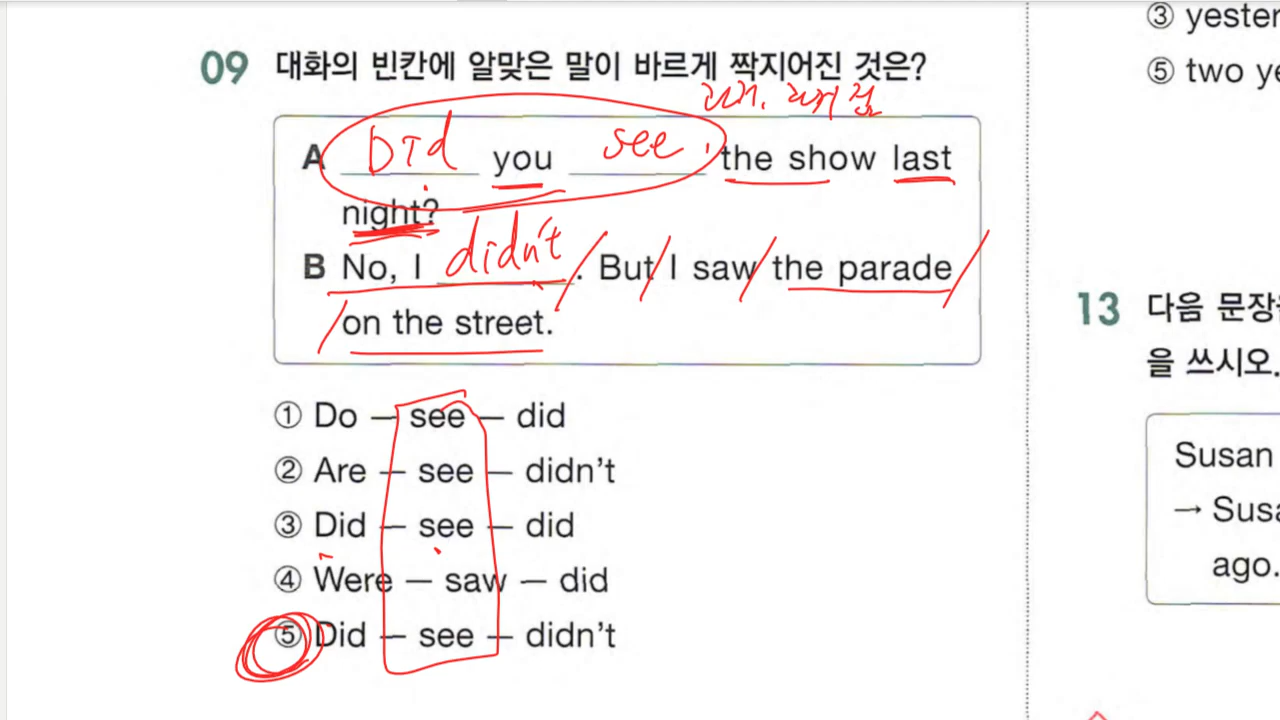 ③ yester
⑤ two ye
09 대화의 빈칸에 알맞은 말이 바르게 짝지어진 것은?
A Did you see the show last
night?
B No, I didn't. But I saw the parade
on the street.
① Do – see – did
② Are – see – didn't
③ Did – see – did
④ Were – saw – did
⑤ Did – see – didn't
13 다음 문장을
을 쓰시오.
Susan
→ Susa
ago.